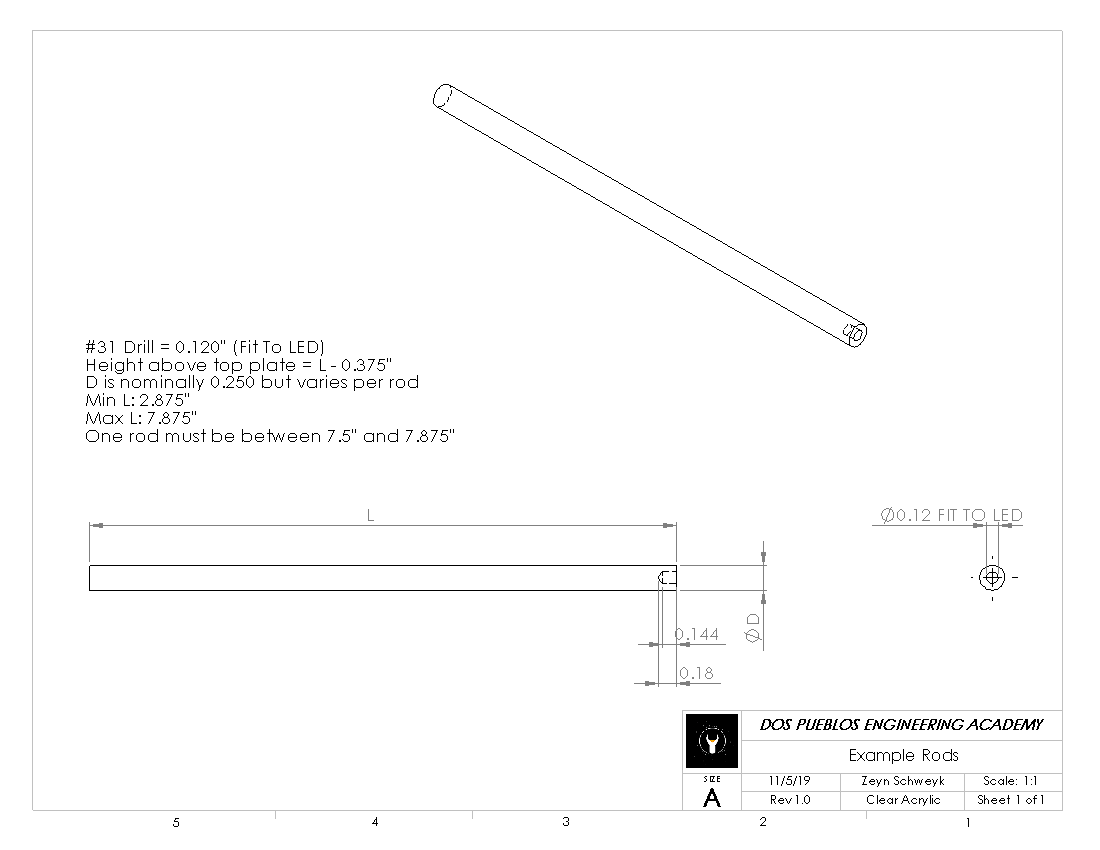 #31 Drill = 0.120" (Fit To LED)
Height above top plate = L - 0.375"
D is nominally 0.250 but varies per rod
Min L: 2.875"
Max L: 7.875"
One rod must be between 7.5" and 7.875"
L
Ø0.12 FIT TO LED
0.144
ØD
0.18
DOS PUEBLOS ENGINEERING ACADEMY
Example Rods
SIZE
A
11/5/19
Zeyn Schweyk
Scale: 1:1
Rev 1.0
Clear Acrylic
Sheet 1 of 1
5
4
3
2
1